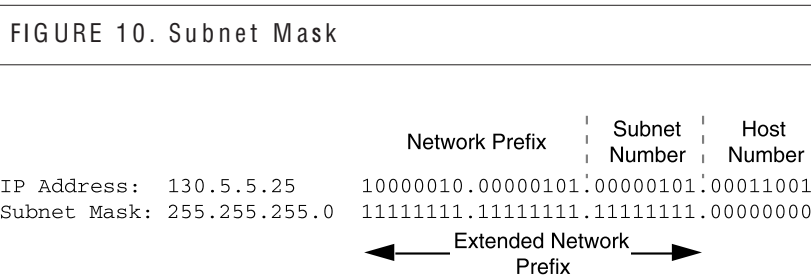 FIGURE 10. Subnet Mask
Network Prefix
Subnet
Number
Host
Number
IP Address: 130.5.5.25 10000010.00000101.00000101.00011001
Subnet Mask: 255.255.255.0 11111111.11111111.11111111.00000000
Extended Network
Prefix